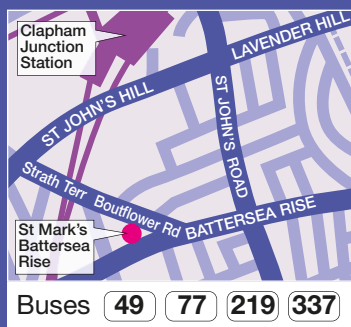 Clapham
Junction
Station
LAVENDER HILL
ST JOHN'S HILL
ST JOHN'S ROAD
Strath Terr
Boutflower Rd
BATTERSEA RISE
St Mark's
Battersea
Rise
Buses 49 77 219 337